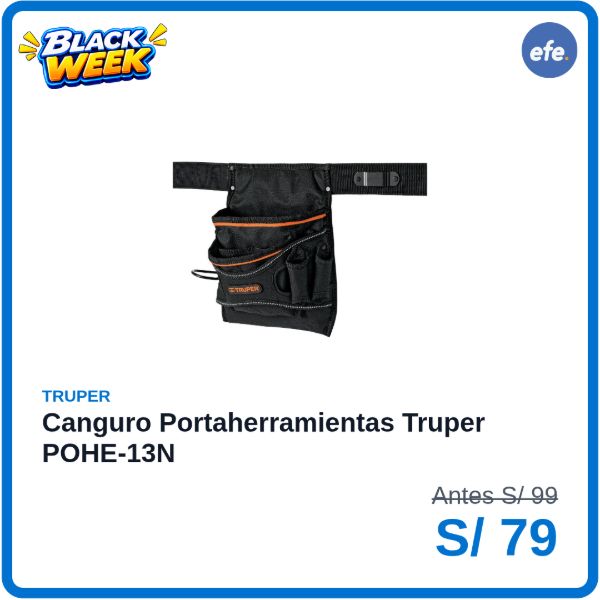 BLACK
WEEK
efe.
TRUPER
TRUPER
Canguro Portaherramientas Truper
POHE-13N
Antes S/ 99
S/ 79